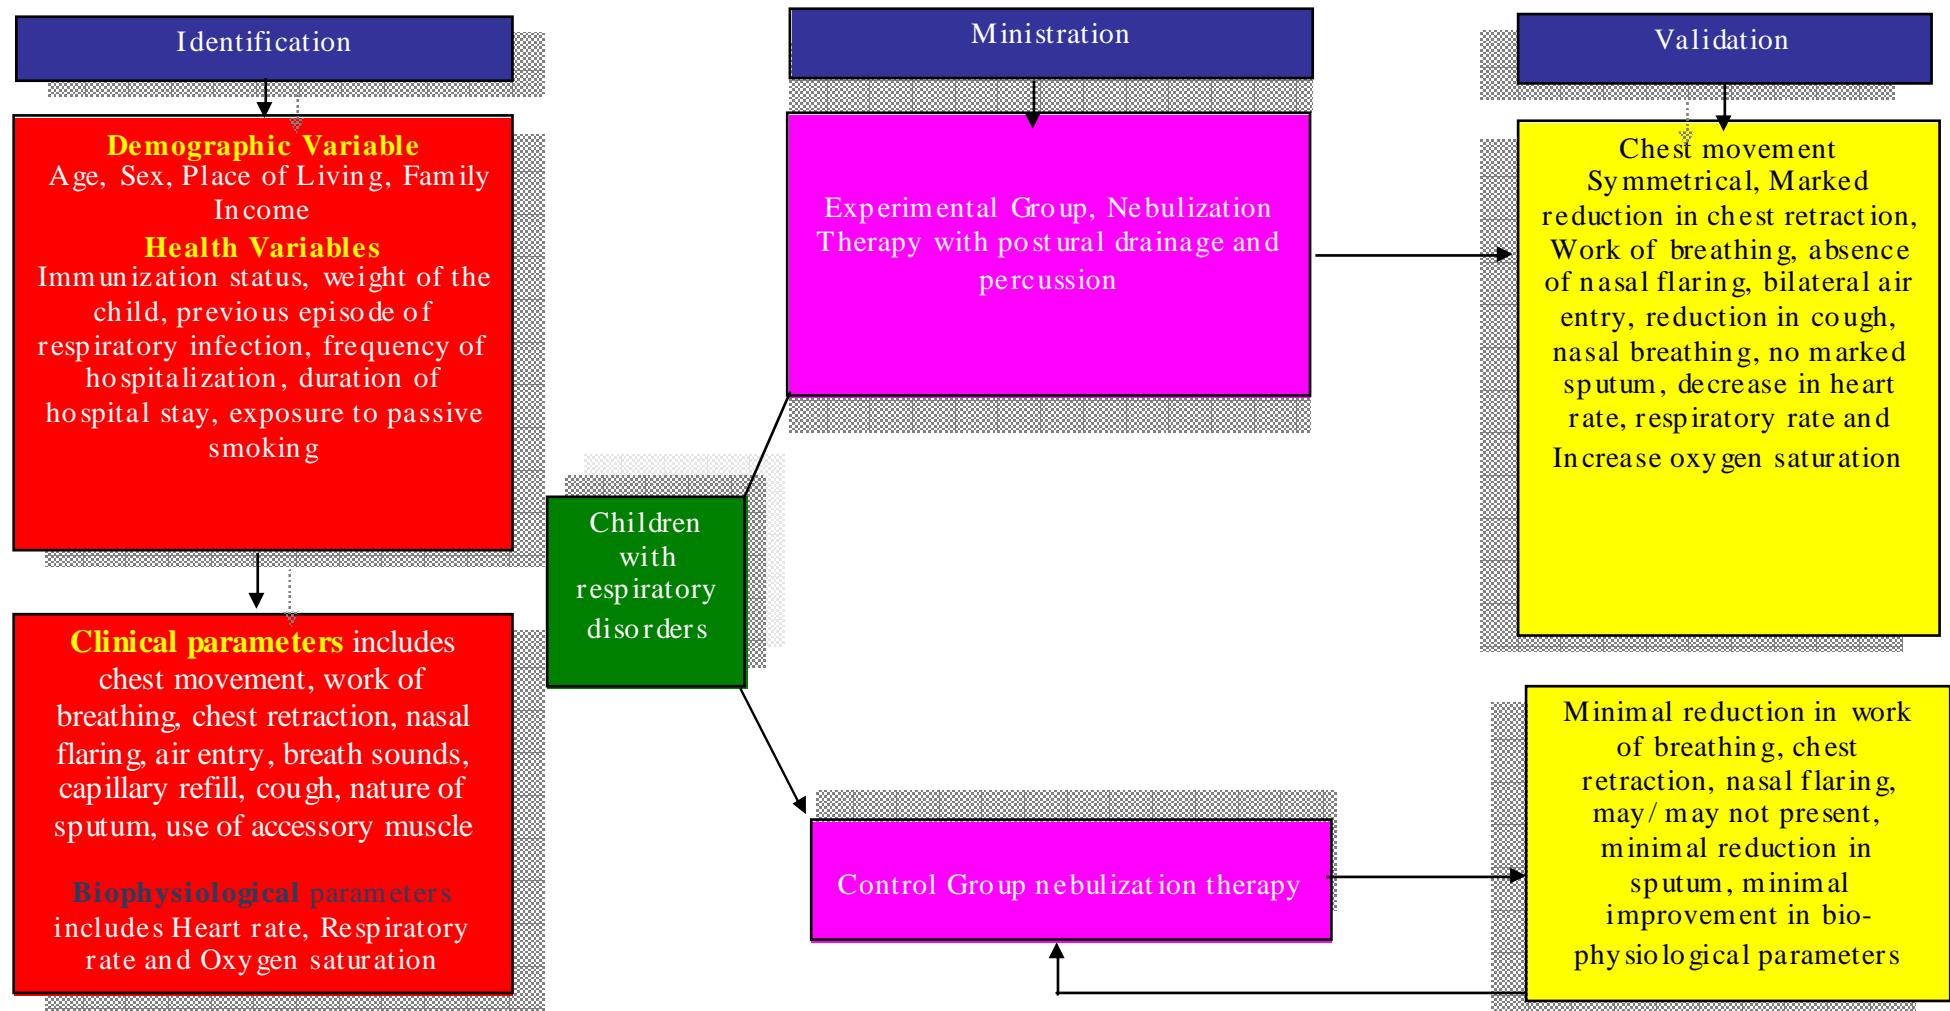 Identification
Demographic Variable
Age, Sex, Place of Living, Family
Income
Health Variables
Immunization status, weight of the
child, previous episode of
respiratory infection, frequency of
hospitalization, duration of
hospital stay, exposure to passive
smoking
Clinical parameters includes
chest movement, work of
breathing, chest retraction, nasal
flaring, air entry, breath sounds,
capillary refill, cough, nature of
sputum, use of accessory muscle
Biophysiological parameters
includes Heart rate, Respiratory
rate and Oxygen saturation
Children
with
respiratory
disorders
Ministration
Experimental Group, Nebulization
Therapy with postural drainage and
percussion
Control Group nebulization therapy
Validation
Chest movement
Symmetrical, Marked
reduction in chest retraction,
Work of breathing, absence
of nasal flaring, bilateral air
entry, reduction in cough,
nasal breathing, no marked
sputum, decrease in heart
rate, respiratory rate and
Increase oxygen saturation
Minimal reduction in work
of breathing, chest
retraction, nasal flaring,
may/ may not present,
minimal reduction in
sputum, minimal
improvement in bio-
physiological parameters